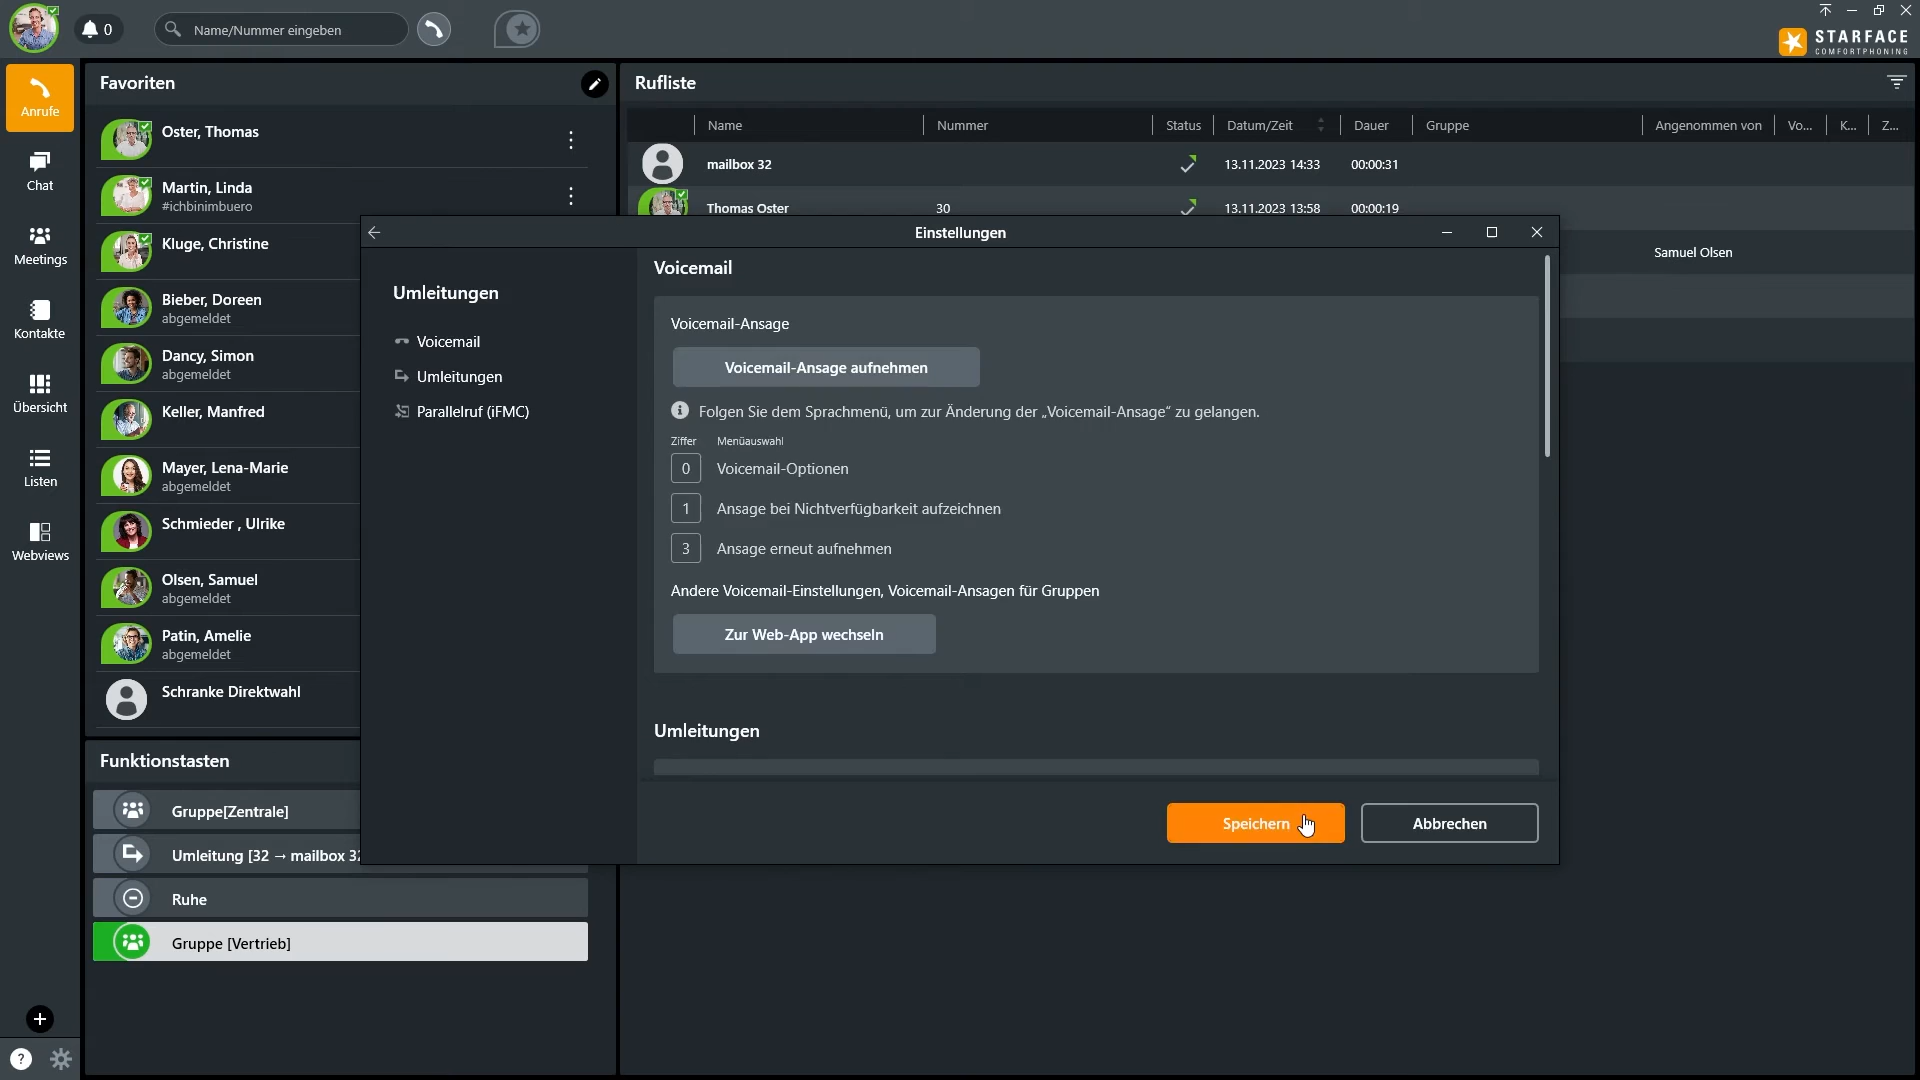 0
Name/Nummer eingeben
STARFACE
COMFORTPHONING
Anrufe
Chat
Meetings
Kontakte
Übersicht
Listen
Webviews
?
Favoriten
Oster, Thomas
Martin, Linda
#ichbinimbuero
Kluge, Christine
Bieber, Doreen
abgemeldet
Dancy, Simon
abgemeldet
Keller, Manfred
Mayer, Lena-Marie
abgemeldet
Schmieder , Ulrike
Olsen, Samuel
abgemeldet
Patin, Amelie
abgemeldet
Schranke Direktwahl
Funktionstasten
Gruppe[Zentrale]
Umleitung [32 → mailbox 32
Ruhe
Gruppe [Vertrieb]
Rufliste
Name Nummer Status Datum/Zeit Dauer Gruppe Angenommen von Vo... K... Z...
mailbox 32 13.11.2023 14:33 00:00:31
Thomas Oster 30 13.11.2023 13:58 00:00:19
Samuel Olsen
Einstellungen
Umleitungen
Voicemail
Umleitungen
Parallelruf (iFMC)
Voicemail
Voicemail-Ansage
Voicemail-Ansage aufnehmen
Folgen Sie dem Sprachmenü, um zur Änderung der „Voicemail-Ansage“ zu gelangen.
Ziffer Menüauswahl
0 Voicemail-Optionen
1 Ansage bei Nichtverfügbarkeit aufzeichnen
3 Ansage erneut aufnehmen
Andere Voicemail-Einstellungen, Voicemail-Ansagen für Gruppen
Zur Web-App wechseln
Umleitungen
Speichern Abbrechen